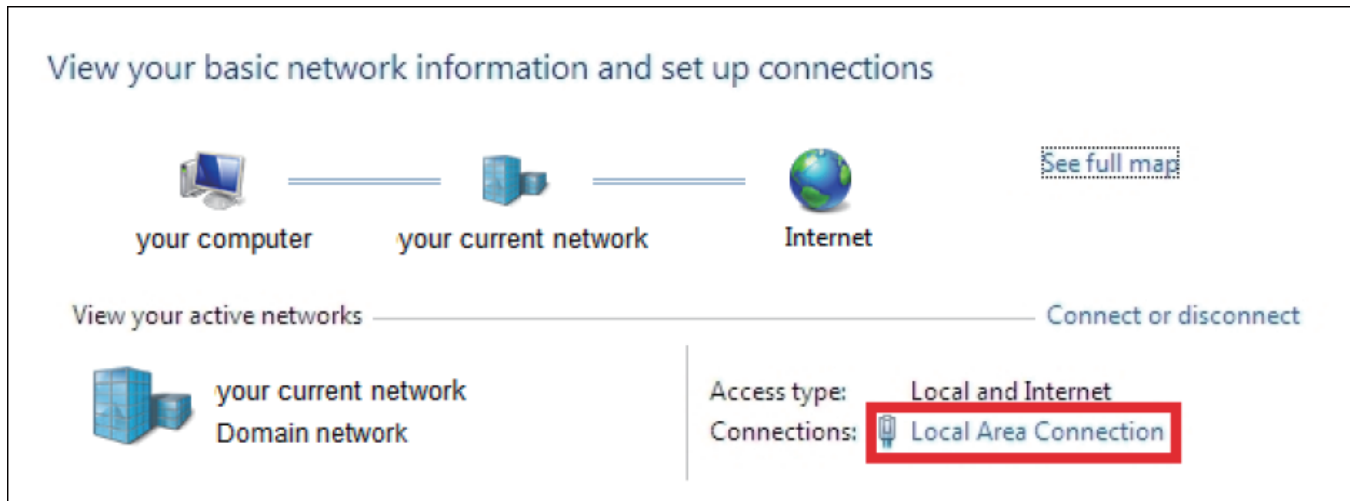 View your basic network information and set up connections
See full map
your computer
your current network
Internet
View your active networks
Connect or disconnect
your current network
Domain network
Access type: Local and Internet
Connections: Local Area Connection